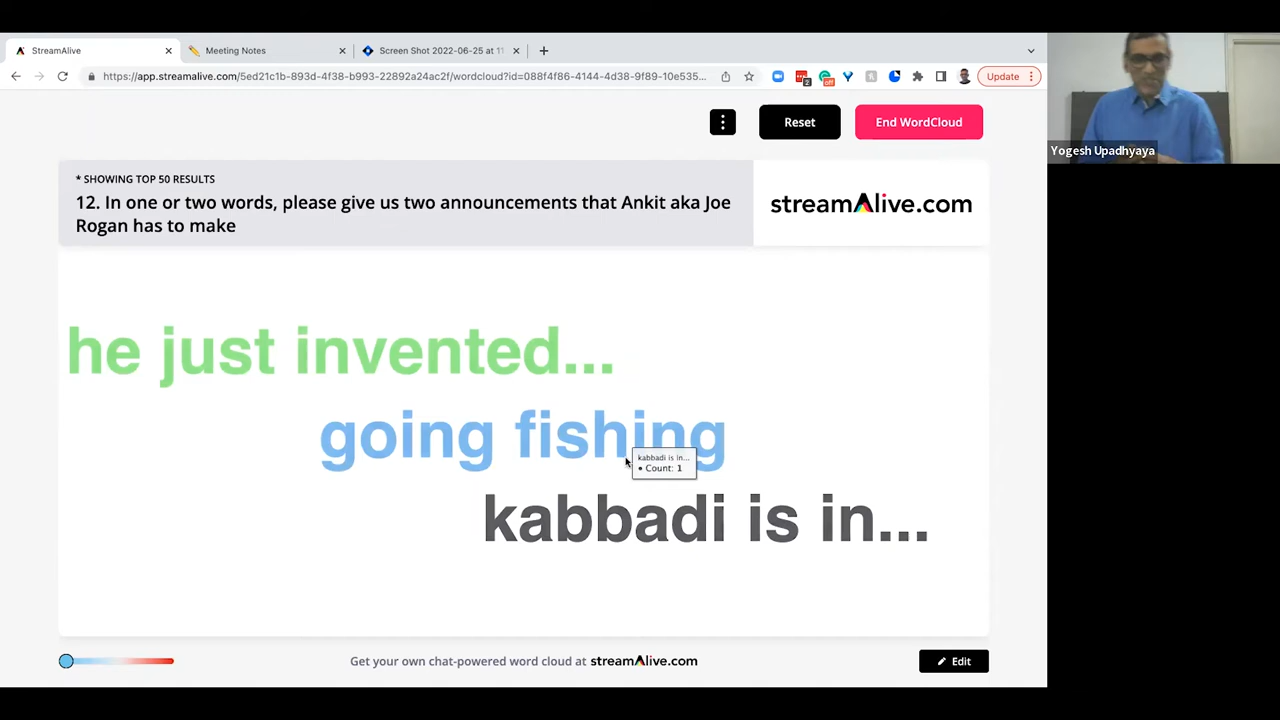 StreamAlive
Meeting Notes
Screen Shot 2022-06-25 at 11
https://app.streamalive.com/5ed21c1b-893d-4f38-b993-22892a24ac2f/wordcloud?id=088f4f86-4144-4d38-9f89-10e535...
2
off
Update
Yogesh Upadhyaya
Reset
End WordCloud
* SHOWING TOP 50 RESULTS
12. In one or two words, please give us two announcements that Ankit aka Joe
Rogan has to make
streamAlive.com
he just invented...
going fishing
kabbadi is in...
• Count: 1
kabbadi is in...
Get your own chat-powered word cloud at streamAlive.com
Edit